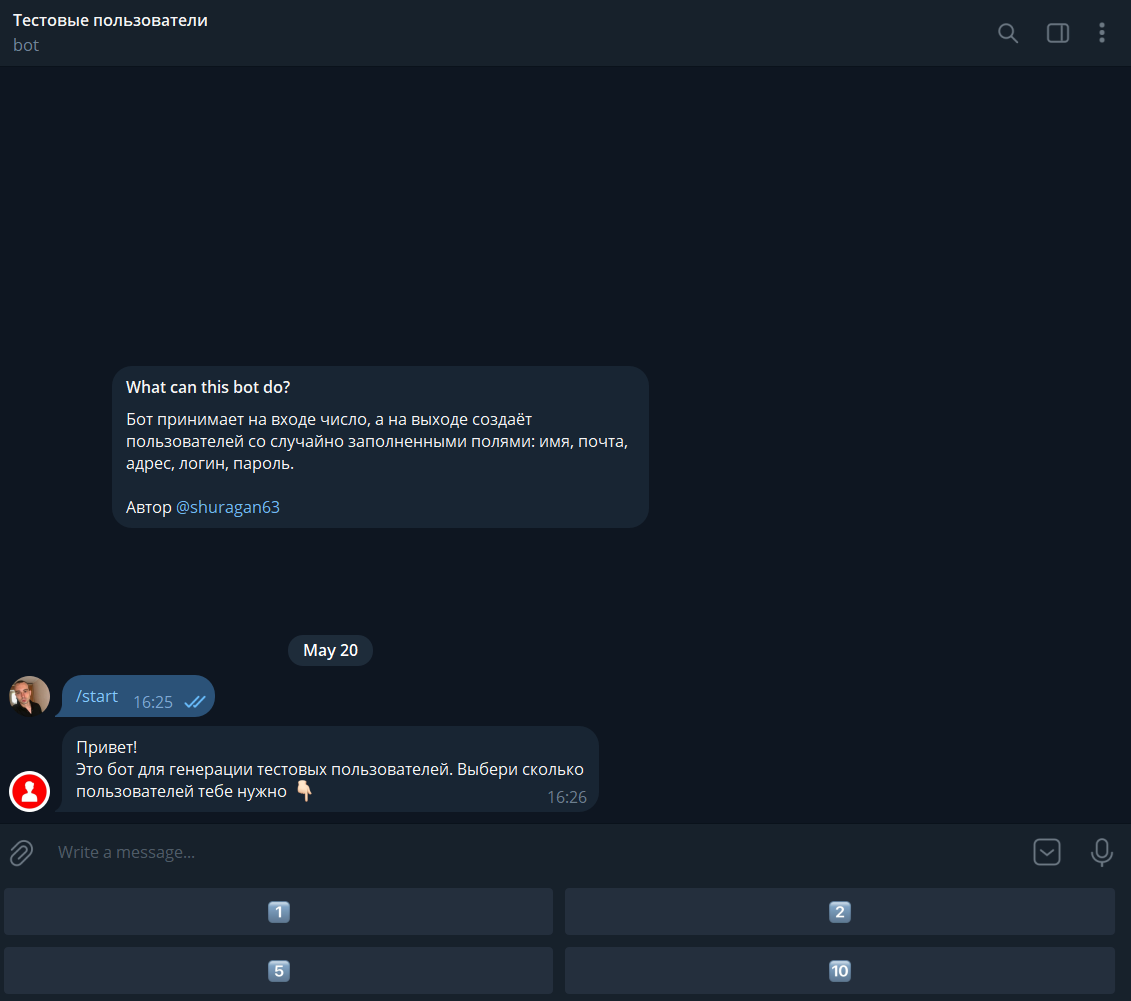 Тестовые пользователи
bot
What can this bot do?
Бот принимает на входе число, а на выходе создаёт
пользователей со случайно заполненными полями: имя, почта,
адрес, логин, пароль.
Автор @shuragan63
May 20
/start 16:25
Привет!
Это бот для генерации тестовых пользователей. Выбери сколько
пользователей тебе нужно 👇🏻
16:26
Write a message...
1 2
5 10